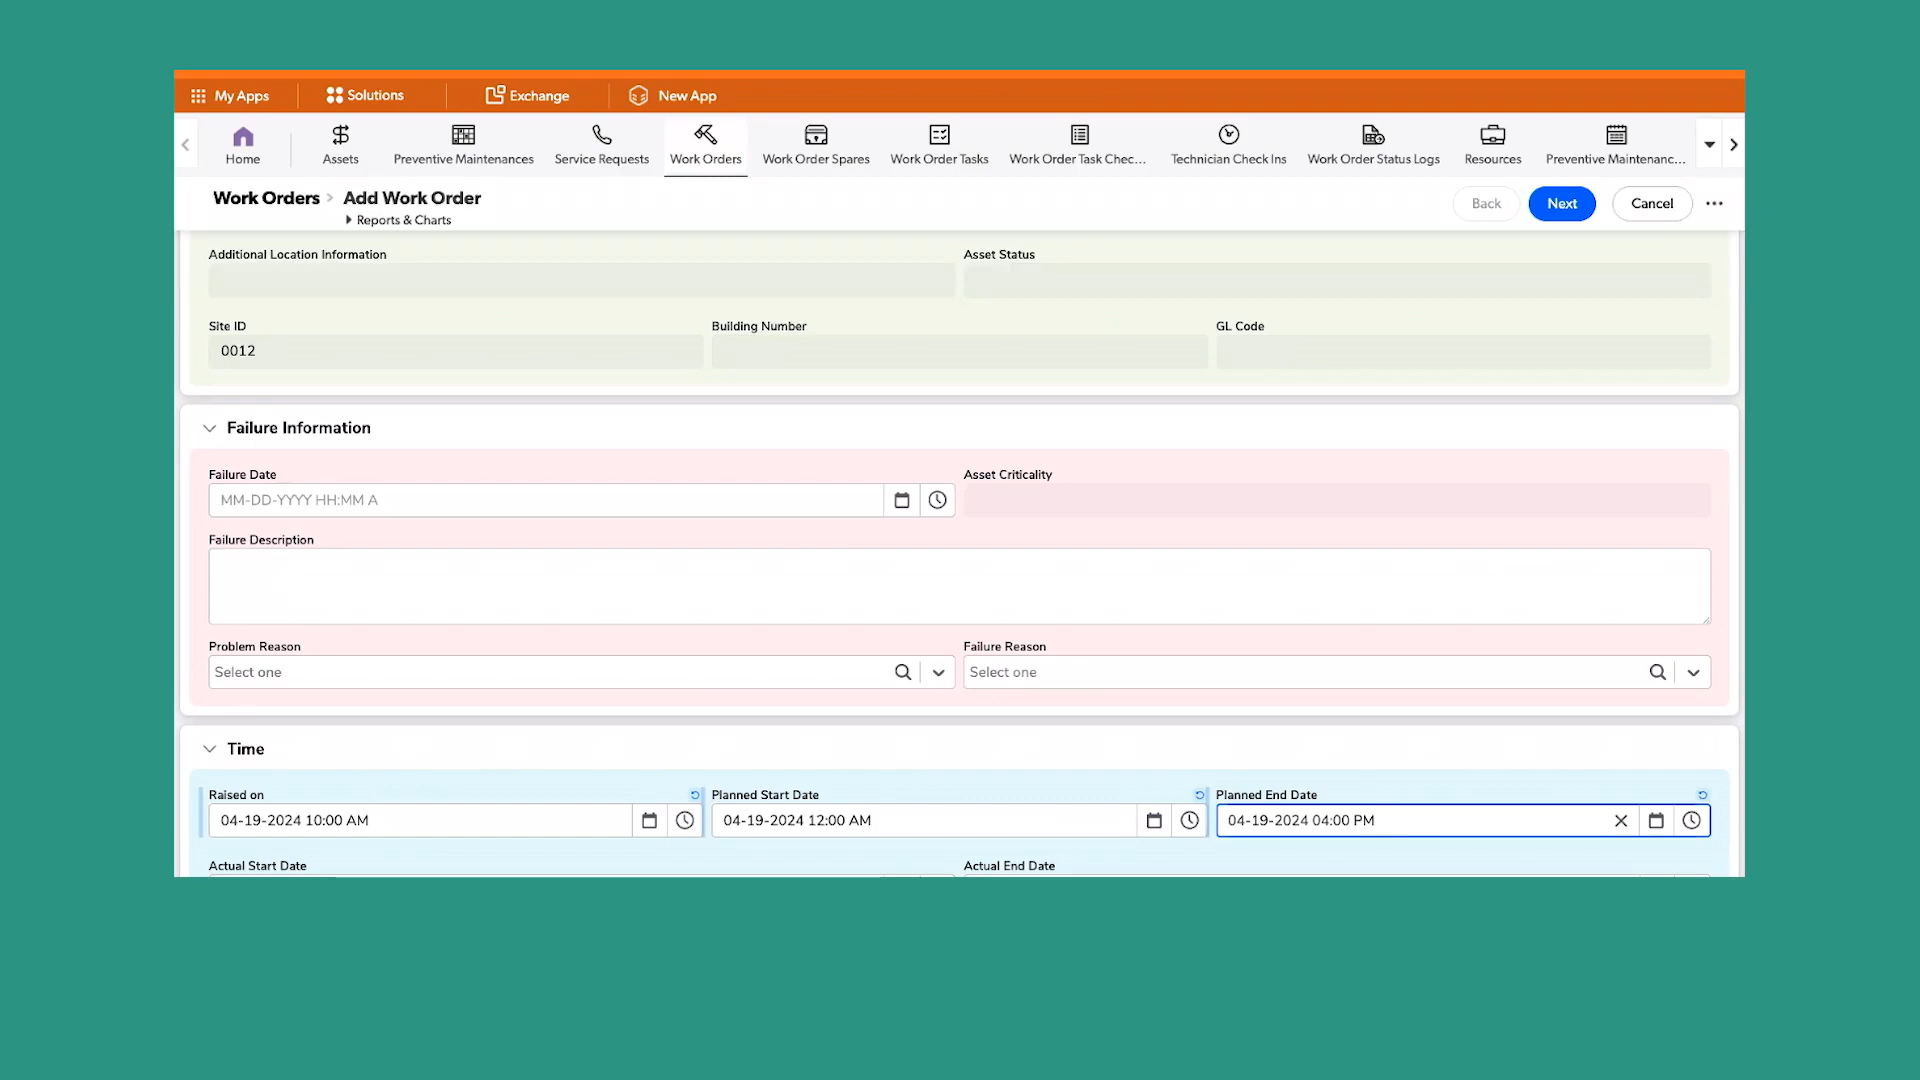 My Apps
Solutions
Exchange
New App
Home
Assets
Preventive Maintenances
Service Requests
Work Orders
Work Order Spares
Work Order Tasks
Work Order Task Chec...
Technician Check Ins
Work Order Status Logs
Resources
Preventive Maintenanc...
Work Orders > Add Work Order
Reports & Charts
Back
Next
Cancel
Additional Location Information
Asset Status
Site ID
Building Number
GL Code
0012
Failure Information
Failure Date
Asset Criticality
MM-DD-YYYY HH:MM A
Failure Description
Problem Reason
Failure Reason
Select one
Select one
Time
Raised on
Planned Start Date
Planned End Date
04-19-2024 10:00 AM
04-19-2024 12:00 AM
04-19-2024 04:00 PM
Actual Start Date
Actual End Date